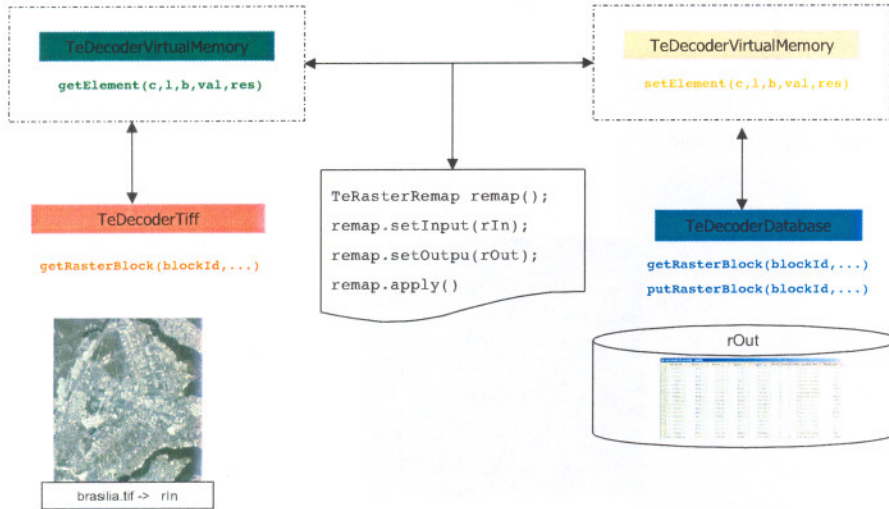 TeDecoderVirtualMemory
getElement(c,l,b,val,res)
TeDecoderVirtualMemory
setElement(c,l,b,val,res)
TeDecoderTiff
getRasterBlock(blockId,...)
TeRasterRemap remap();
remap.setInput(rIn);
remap.setOutpu(rOut);
remap.apply()
TeDecoderDatabase
getRasterBlock(blockId,...)
putRasterBlock(blockId,...)
rOut
brasilia.tif -> rIn